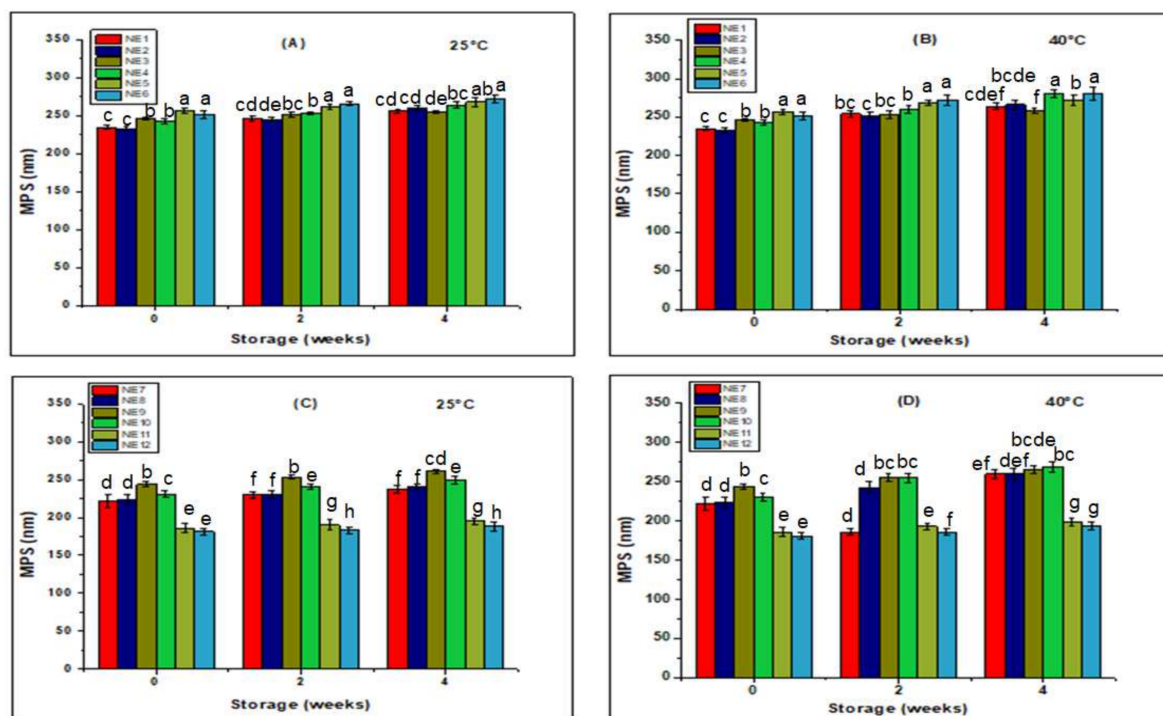 NE1
NE2
NE3
NE4
NE5
NE6
(A)
25°C
350
300
250
200
150
100
50
0
MPS (nm)
c c b b a a
cd de bc b a a
cd cd de bc ab a
0 2 4
Storage (weeks)
NE1
NE2
NE3
NE4
NE5
NE6
(B)
40°C
350
300
250
200
150
100
50
0
MPS (nm)
c c b b a a
bc c bc b a a
cdef bcde f a b a
0 2 4
Storage (weeks)
NE7
NE8
NE9
NE10
NE11
NE12
(C)
25°C
350
300
250
200
150
100
50
0
MPS (nm)
d d b c e e
f f b e g h
f f cd e g h
0 2 4
Storage (weeks)
NE7
NE8
NE9
NE10
NE11
NE12
(D)
40°C
350
300
250
200
150
100
50
0
MPS (nm)
d d b c e e
d d bc bc e f
ef def bcde bc g g
0 2 4
Storage (weeks)